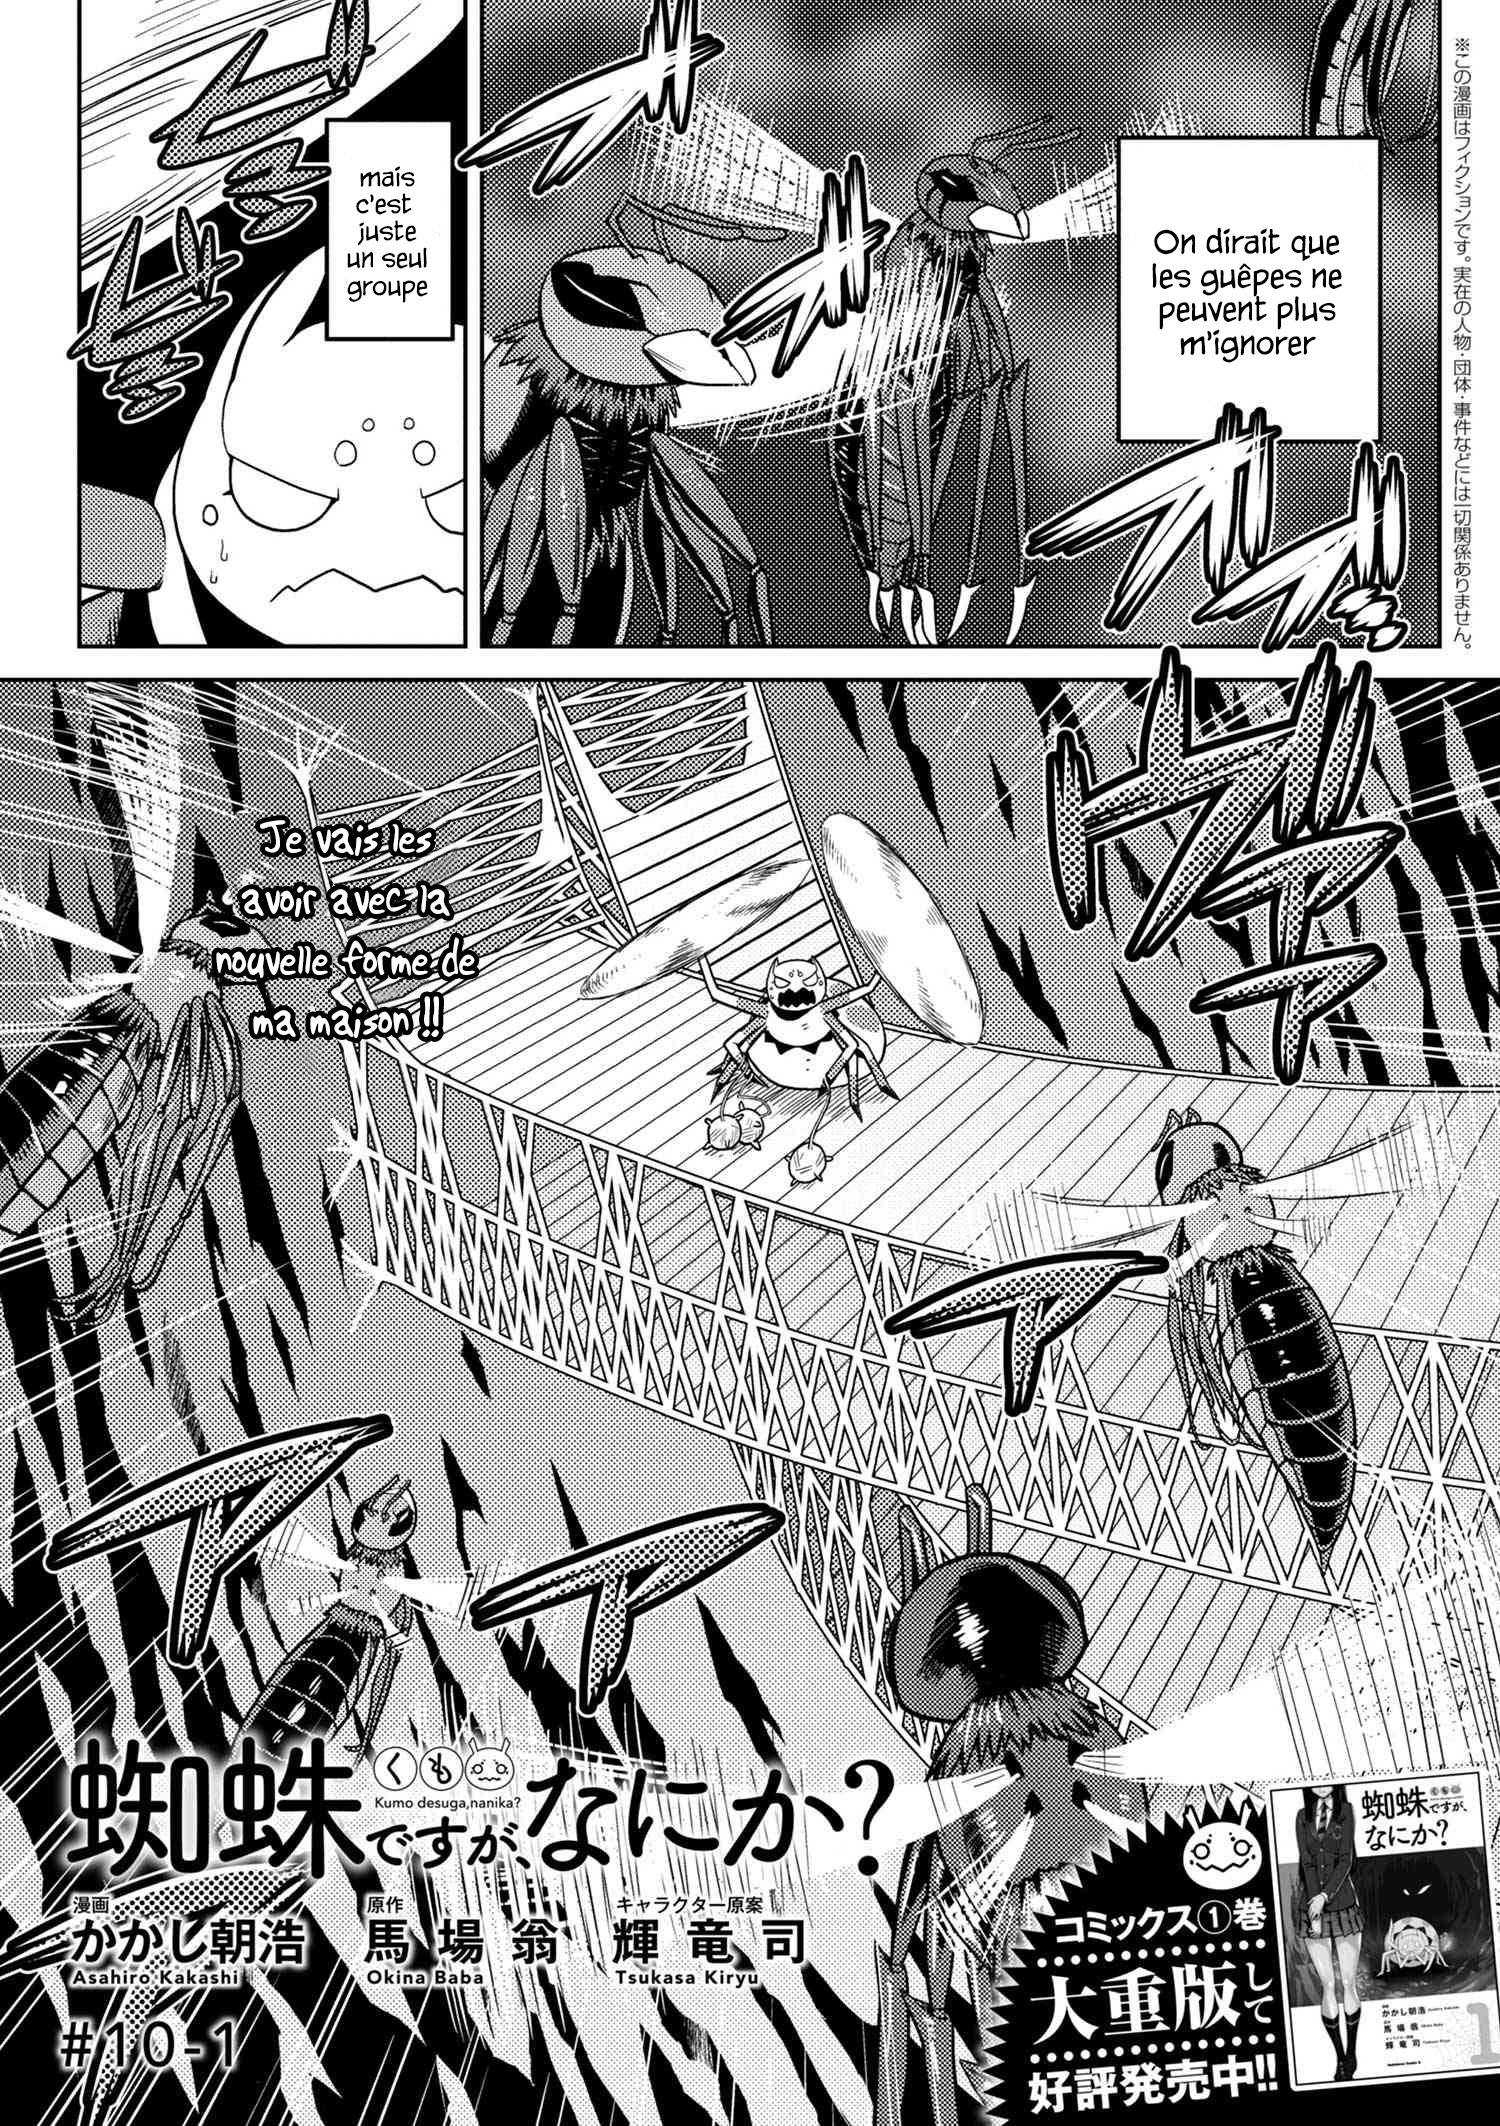 ※この漫画はフィクションです。実在の人物・団体・事件などには一切関係ありません。
On dirait que
les guêpes ne
peuvent plus
m'ignorer
mais
c'est
juste
un seul
groupe
Je vais les
avoir avec la
nouvelle forme de
ma maison !!
くも
蜘蛛ですが、なにか?
Kumo desuga,nanika?
漫画
かかし朝浩
Asahiro Kakashi
原作
馬場翁
Okina Baba
キャラクター原案
輝竜司
Tsukasa Kiryu
#10-1
コミックス①巻
大重版して
好評発売中!!
蜘蛛ですが、
なにか?
かかし朝浩
馬場翁
輝竜司
1